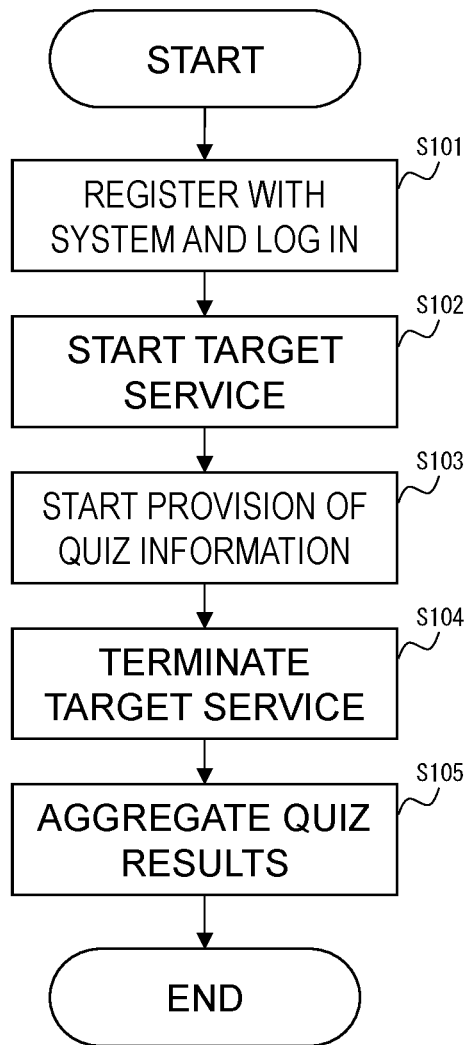 START
S101
REGISTER WITH
SYSTEM AND LOG IN
S102
START TARGET
SERVICE
S103
START PROVISION OF
QUIZ INFORMATION
S104
TERMINATE
TARGET SERVICE
S105
AGGREGATE QUIZ
RESULTS
END